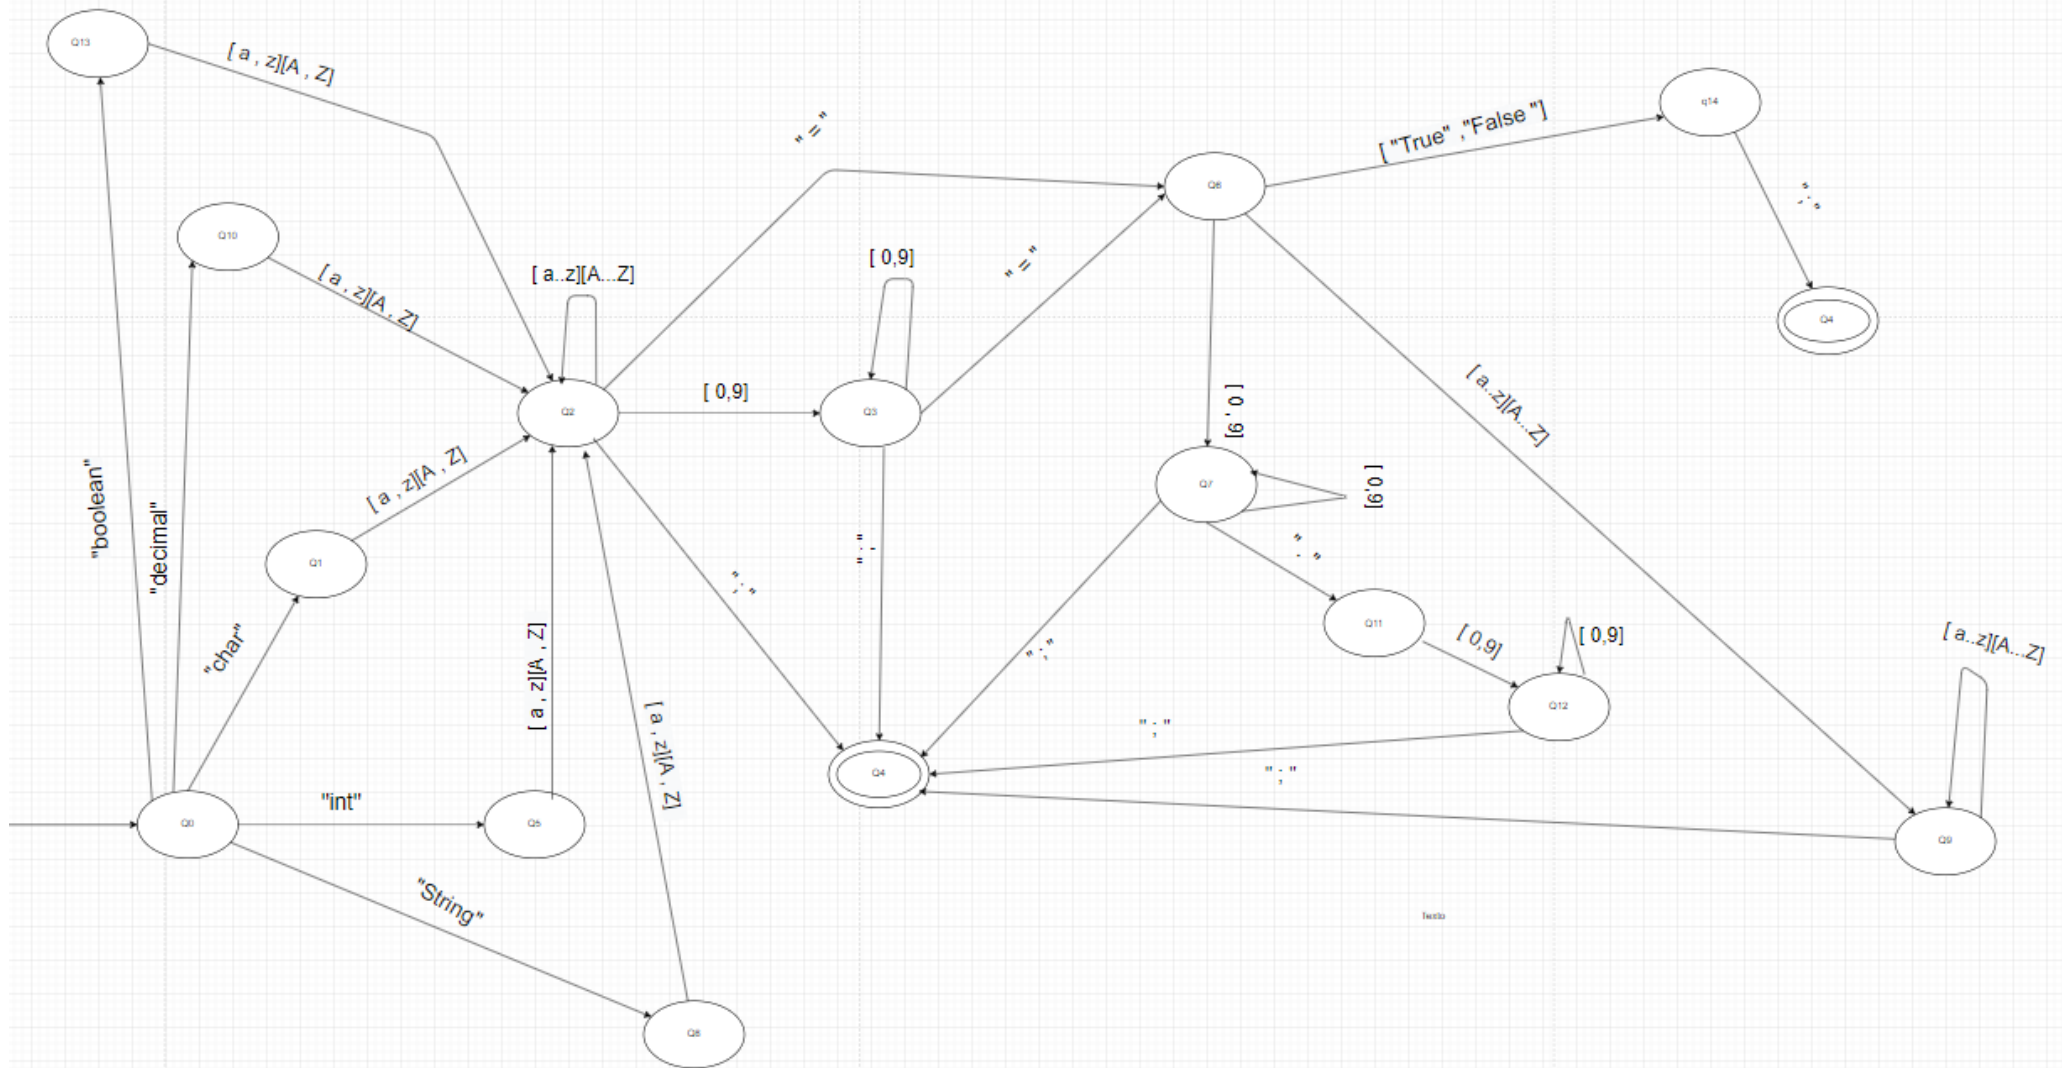 Q13
[ a , z][A , Z]
" = "
[ "True" ,"False "]
q14
Q6
";"
Q10
[ a , z][A , Z]
[ a..z][A...Z]
[ 0,9]
" = "
Q4
Q2
[ 0,9]
Q3
[ 0 , 9]
[ a..z][A...Z]
"boolean"
"decimal"
[ a , z][A , Z]
Q7
[ 0,9]
Q1
";"
";"
"."
"char"
[ a , z][A , Z]
";"
Q11
[ 0,9]
[ 0,9]
[ a..z][A...Z]
[ a , z][A , Z]
Q12
" ; "
Q4
" ; "
Q0
"int"
Q5
Q9
"String"
Texto